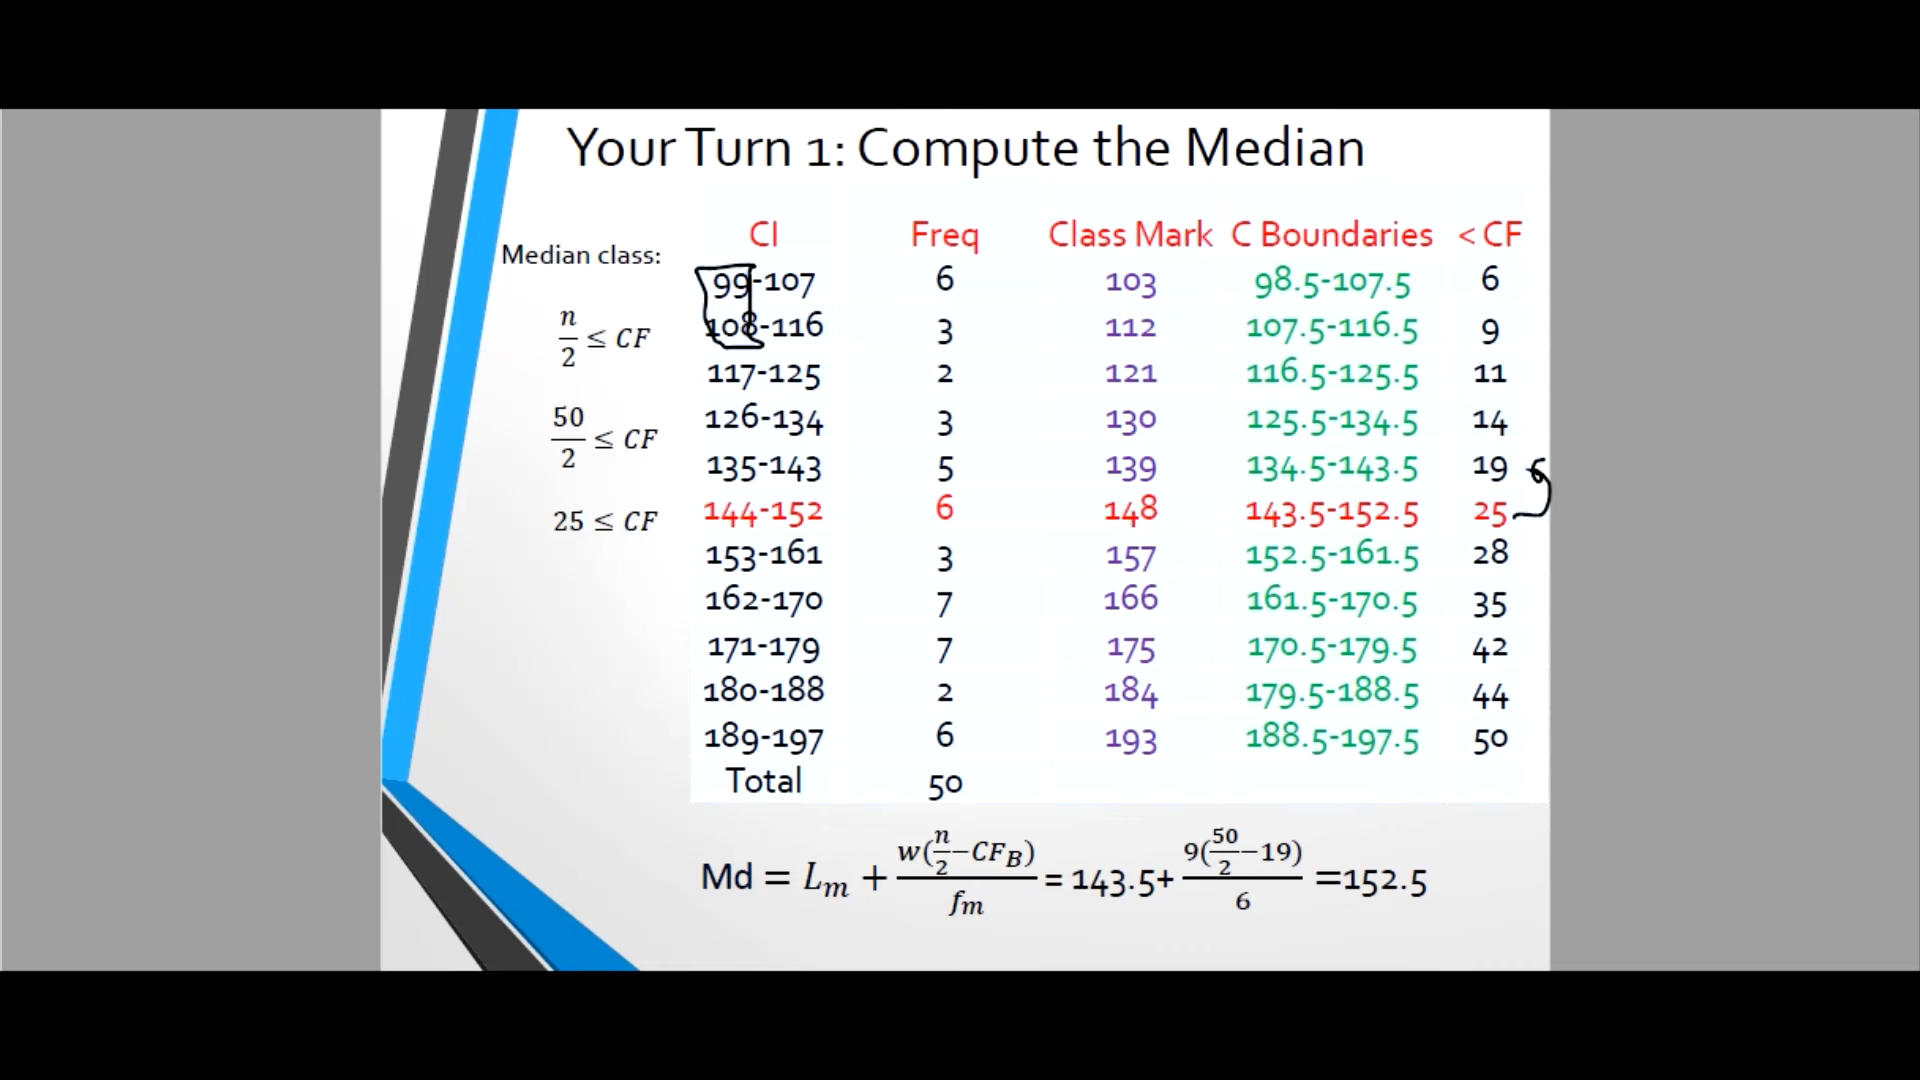 Your Turn 1: Compute the Median
Median class:
n/2 ≤ CF
50/2 ≤ CF
25 ≤ CF
CI Freq Class Mark C Boundaries < CF
99-107 6 103 98.5-107.5 6
108-116 3 112 107.5-116.5 9
117-125 2 121 116.5-125.5 11
126-134 3 130 125.5-134.5 14
135-143 5 139 134.5-143.5 19
144-152 6 148 143.5-152.5 25
153-161 3 157 152.5-161.5 28
162-170 7 166 161.5-170.5 35
171-179 7 175 170.5-179.5 42
180-188 2 184 179.5-188.5 44
189-197 6 193 188.5-197.5 50
Total 50
Md = L_m + w(n/2−CF_B)/f_m = 143.5+ 9(50/2−19)/6 =152.5